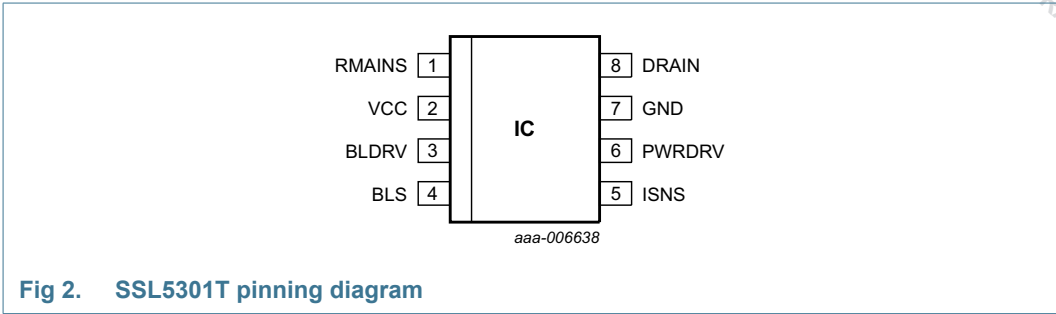 RMAINS 1 8 DRAIN
VCC 2 7 GND
IC
BLDRV 3 6 PWRDRV
BLS 4 5 ISNS
aaa-006638
Fig 2. SSL5301T pinning diagram